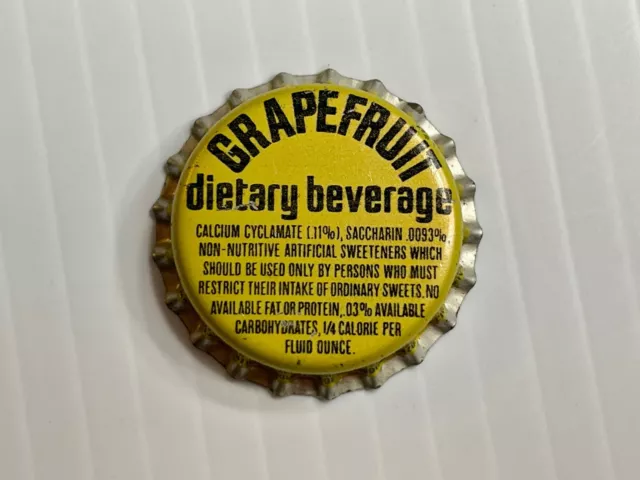 GRAPEFRUIT
dietary beverage
CALCIUM CYCLAMATE (.11%), SACCHARIN .0093%
NON-NUTRITIVE ARTIFICIAL SWEETENERS WHICH
SHOULD BE USED ONLY BY PERSONS WHO MUST
RESTRICT THEIR INTAKE OF ORDINARY SWEETS. NO
AVAILABLE FAT OR PROTEIN, .03% AVAILABLE
CARBOHYDRATES, 1/4 CALORIE PER
FLUID OUNCE.